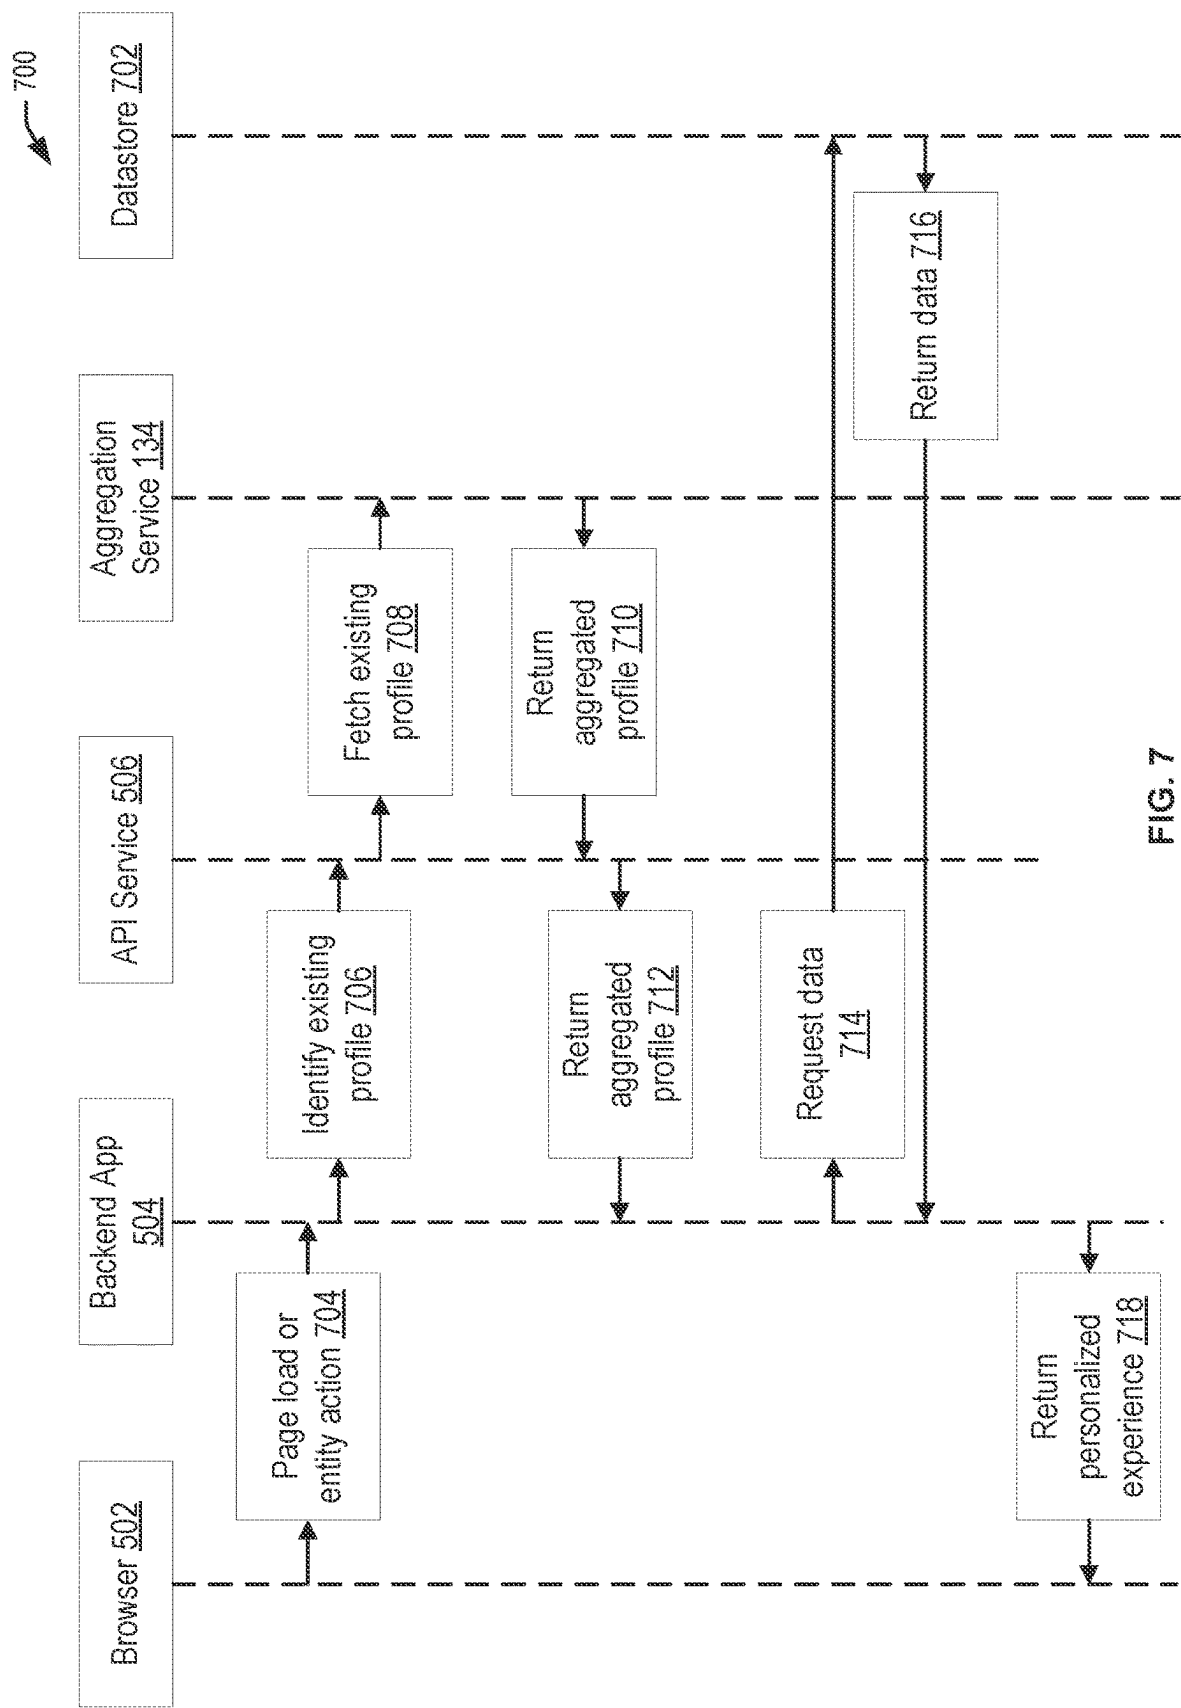 700
Browser 502
Backend App
504
API Service 506
Aggregation
Service 134
Datastore 702
Page load or
entity action 704
Identify existing
profile 706
Fetch existing
profile 708
Return
aggregated
profile 710
Return
aggregated
profile 712
Request data
714
Return data 716
Return
personalized
experience 718
FIG. 7